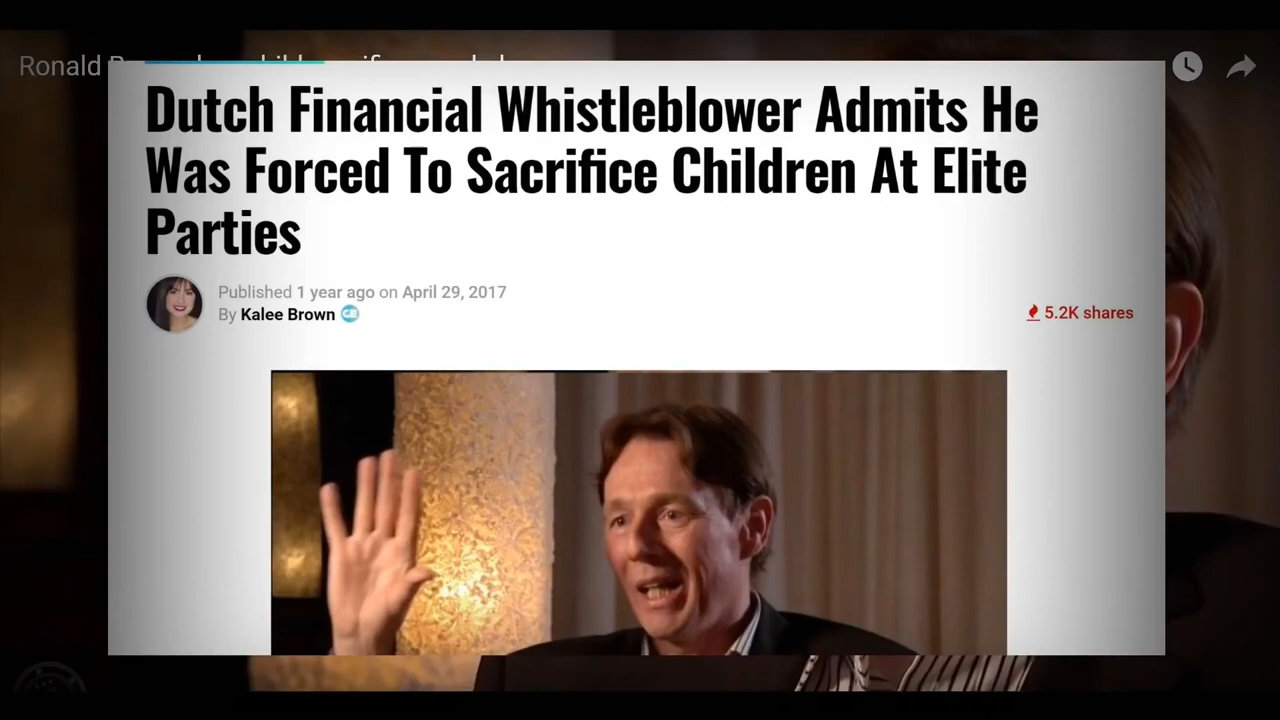 Ronald
Dutch Financial Whistleblower Admits He
Was Forced To Sacrifice Children At Elite
Parties
Published 1 year ago on April 29, 2017
By Kalee Brown
5.2K shares